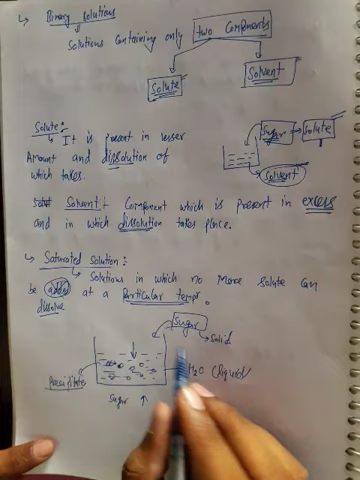 ↳ Binary solutions
Solutions Containing only two Components
Solute
Solvent
Solute:
↳ It is present in lesser
Amount and dissolution of
which takes.
Sugar → Solute
Solvent
Solvent:- Component which is present in excess
and in which dissolution takes place.
↳ Saturated Solution:
↳ Solutions in which no more solute can
be added at a particular tempr.
dissolve
Sugar
Solid
H2O (liquid)
Sugar ↑